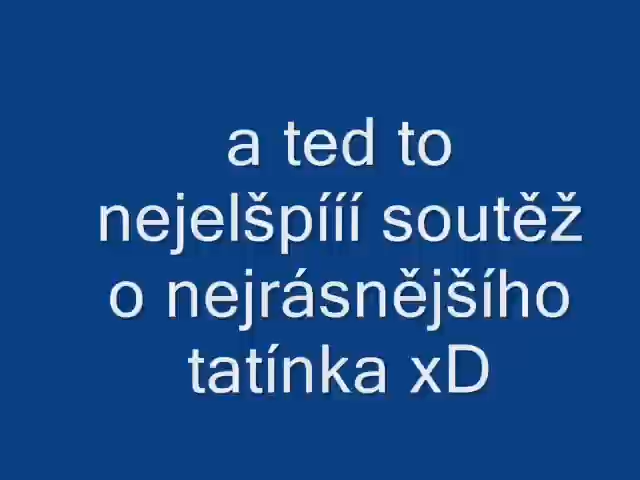 a ted to
nejelšpííí soutěž
o nejrásnějšího
tatínka xD